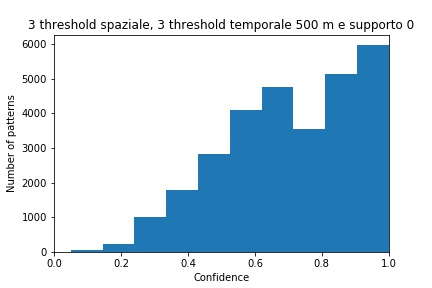 3 threshold spaziale, 3 threshold temporale 500 m e supporto 0
6000
5000
4000
3000
2000
1000
0
Number of patterns
0.0 0.2 0.4 0.6 0.8 1.0
Confidence